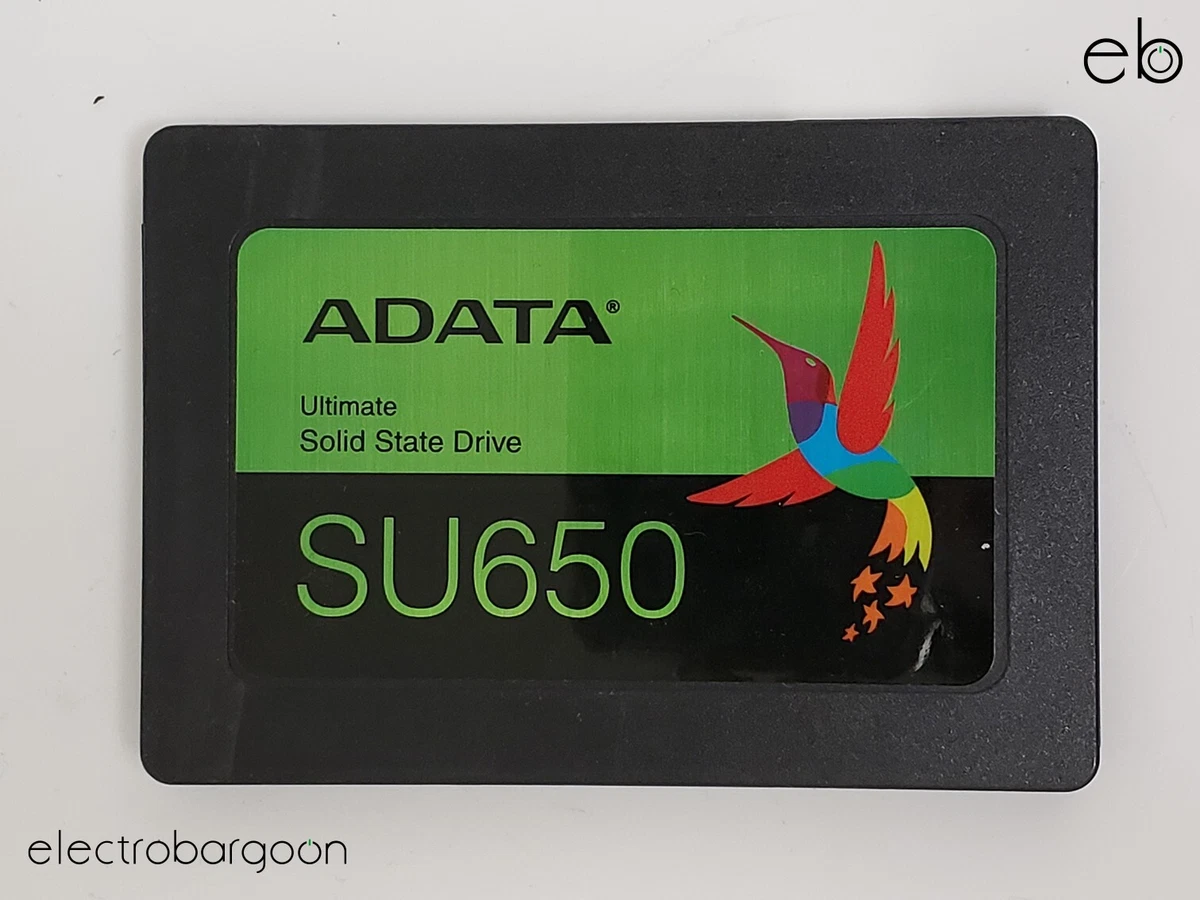 eb
ADATA®
Ultimate
Solid State Drive
SU650
electrobargoon